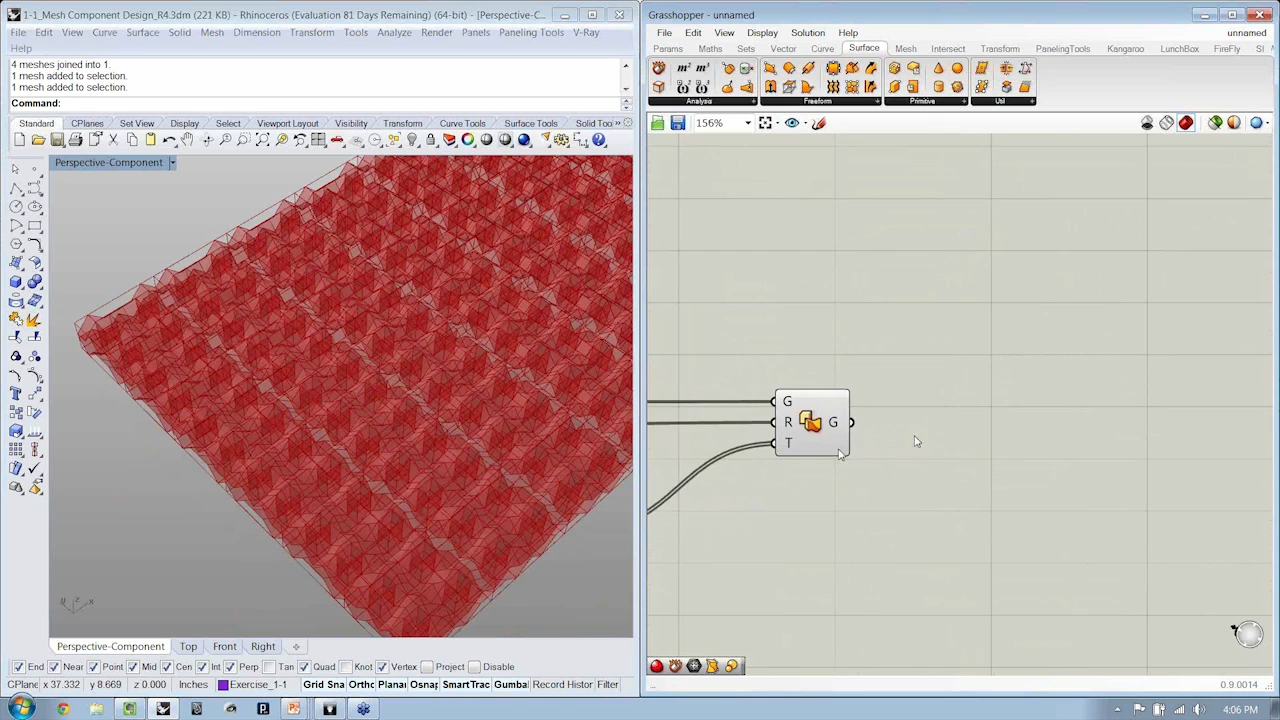 1-1_Mesh Component Design_R4.3dm (221 KB) - Rhinoceros (Evaluation 81 Days Remaining) (64-bit) - [Perspective-C...
File Edit View Curve Surface Solid Mesh Dimension Transform Tools Analyze Render Panels Paneling Tools V-Ray
Help
4 meshes joined into 1.
1 mesh added to selection.
1 mesh added to selection.
Command:
Standard CPlanes Set View Display Select Viewport Layout Visibility Transform Curve Tools Surface Tools Solid Too
Perspective-Component
Perspective-Component Top Front Right
End Near Point Mid Cen Int Perp Tan Quad Knot Vertex Project Disable
CPlane x 37.332 y 8.669 z 0.000 Inches Exercise_1-1 Grid Sna Ortho Planar Osnap SmartTrac Gumba Record Histor Filter
Grasshopper - unnamed
File Edit View Display Solution Help unnamed
Params Maths Sets Vector Curve Surface Mesh Intersect Transform PanelingTools Kangaroo LunchBox FireFly
Analysis Freeform Primitive Util
156%
G
R G
T
... 0.9.0014
4:06 PM